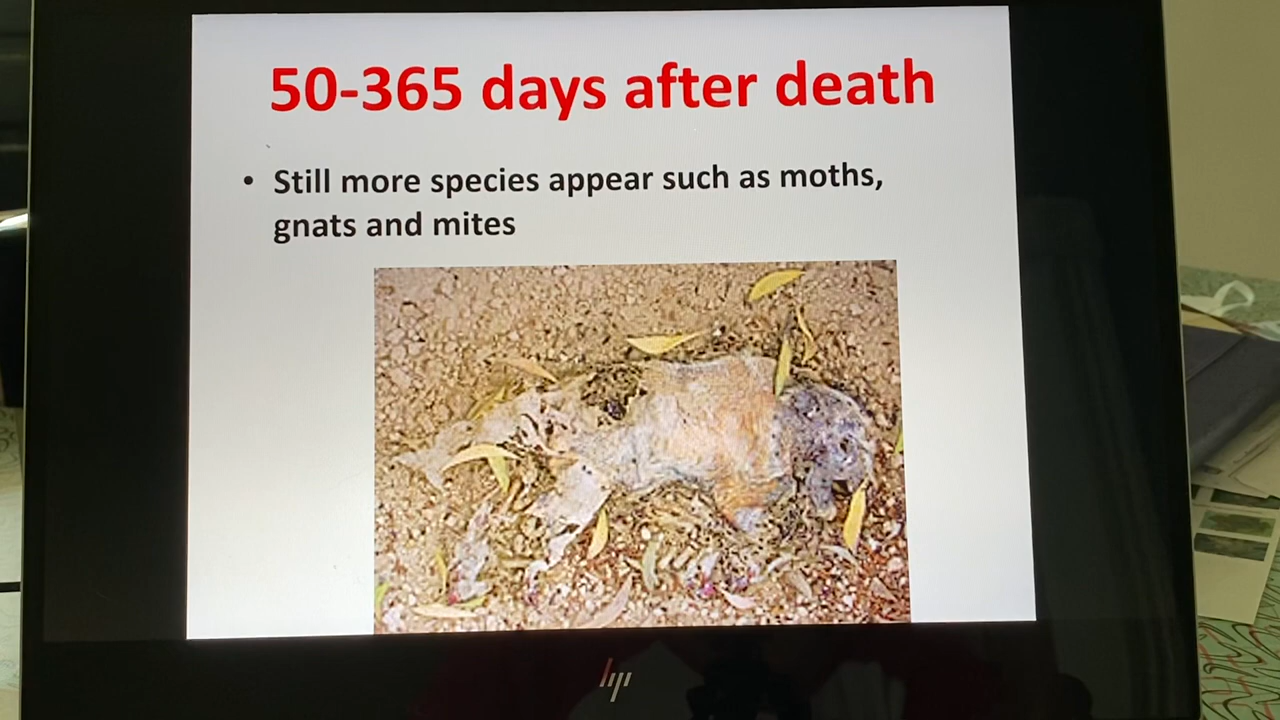 50-365 days after death
• Still more species appear such as moths,
gnats and mites
hp